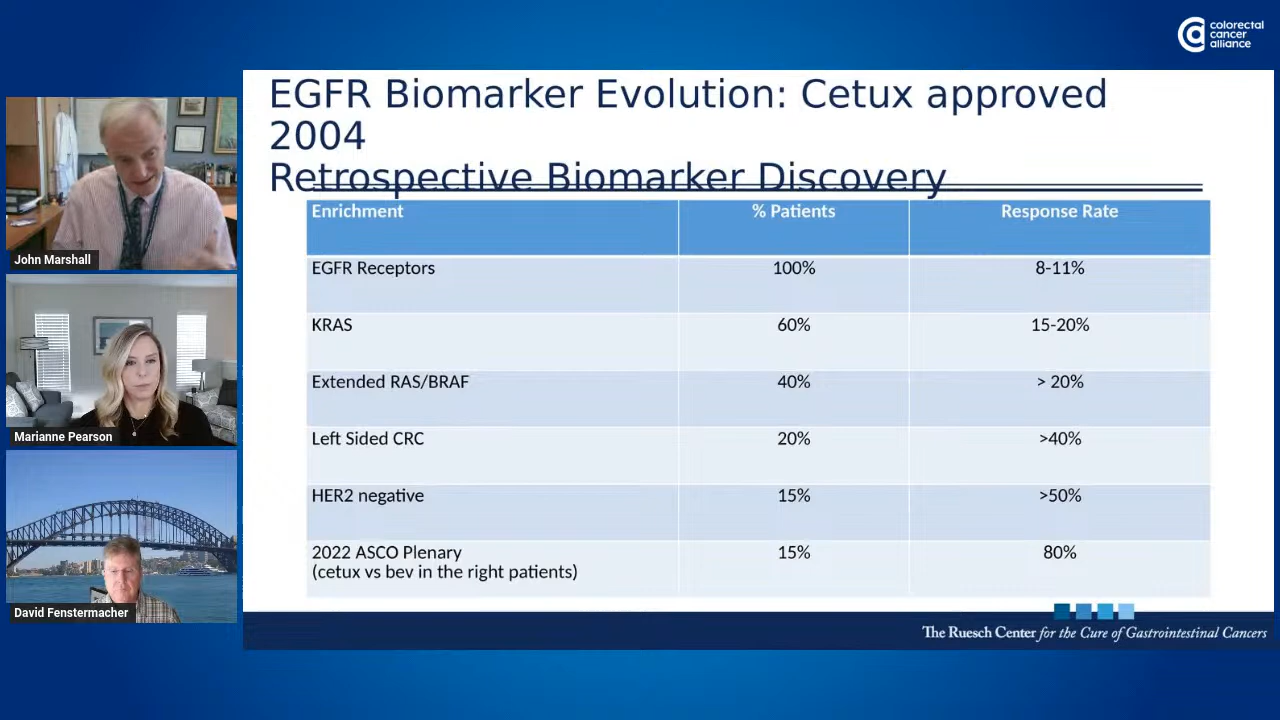 colorectal
cancer
alliance
EGFR Biomarker Evolution: Cetux approved
2004
Retrospective Biomarker Discovery
Enrichment % Patients Response Rate
EGFR Receptors 100% 8-11%
KRAS 60% 15-20%
Extended RAS/BRAF 40% > 20%
Left Sided CRC 20% >40%
HER2 negative 15% >50%
2022 ASCO Plenary 15% 80%
(cetux vs bev in the right patients)
The Ruesch Center for the Cure of Gastrointestinal Cancers
John Marshall
Marianne Pearson
David Fenstermacher